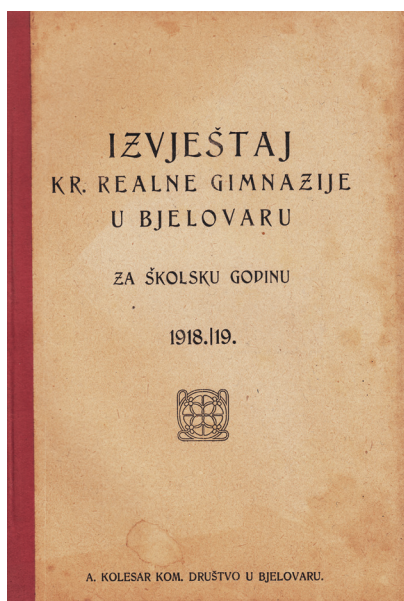 IZVJEŠTAJ
KR. REALNE GIMNAZIJE
U BJELOVARU
ZA ŠKOLSKU GODINU
1918.|19.
A. KOLESAR KOM. DRUŠTVO U BJELOVARU.